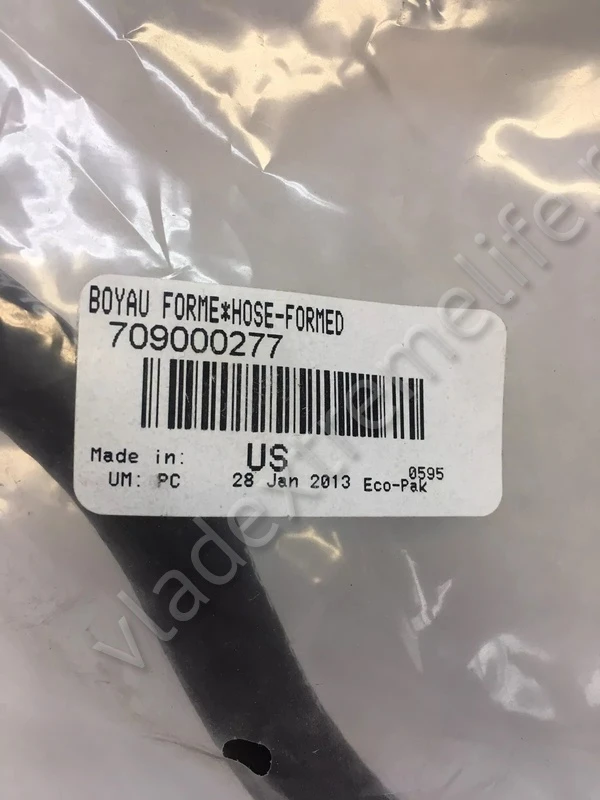 BOYAU FORME*HOSE-FORMED
709000277
Made in: US
0595
UM: PC 28 Jan 2013 Eco-Pak
vladextremelife.r